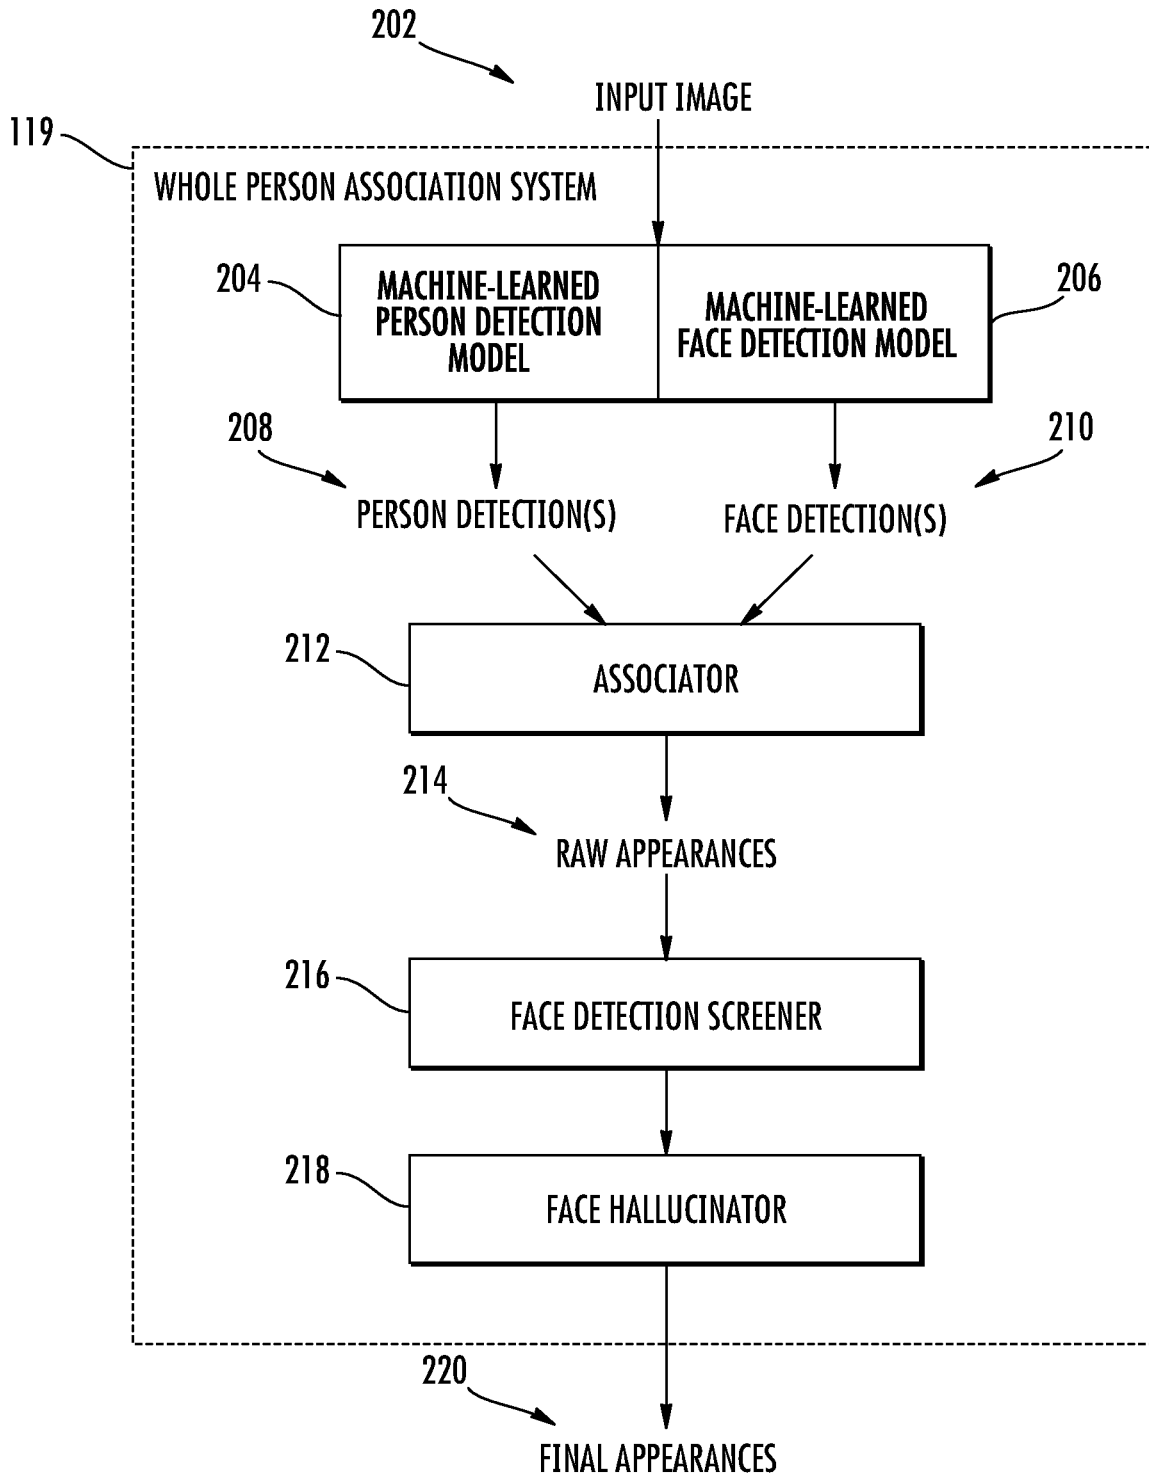 202
INPUT IMAGE
119
WHOLE PERSON ASSOCIATION SYSTEM
204
MACHINE-LEARNED
PERSON DETECTION
MODEL
MACHINE-LEARNED
FACE DETECTION MODEL
206
208
210
PERSON DETECTION(S)
FACE DETECTION(S)
212
ASSOCIATOR
214
RAW APPEARANCES
216
FACE DETECTION SCREENER
218
FACE HALLUCINATOR
220
FINAL APPEARANCES